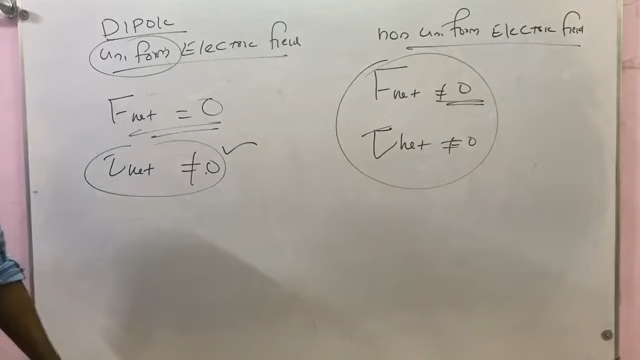 DIPOLE
uniform Electric field
Fnet = 0
τnet ≠ 0
non uniform Electric field
Fnet ≠ 0
τnet ≠ 0